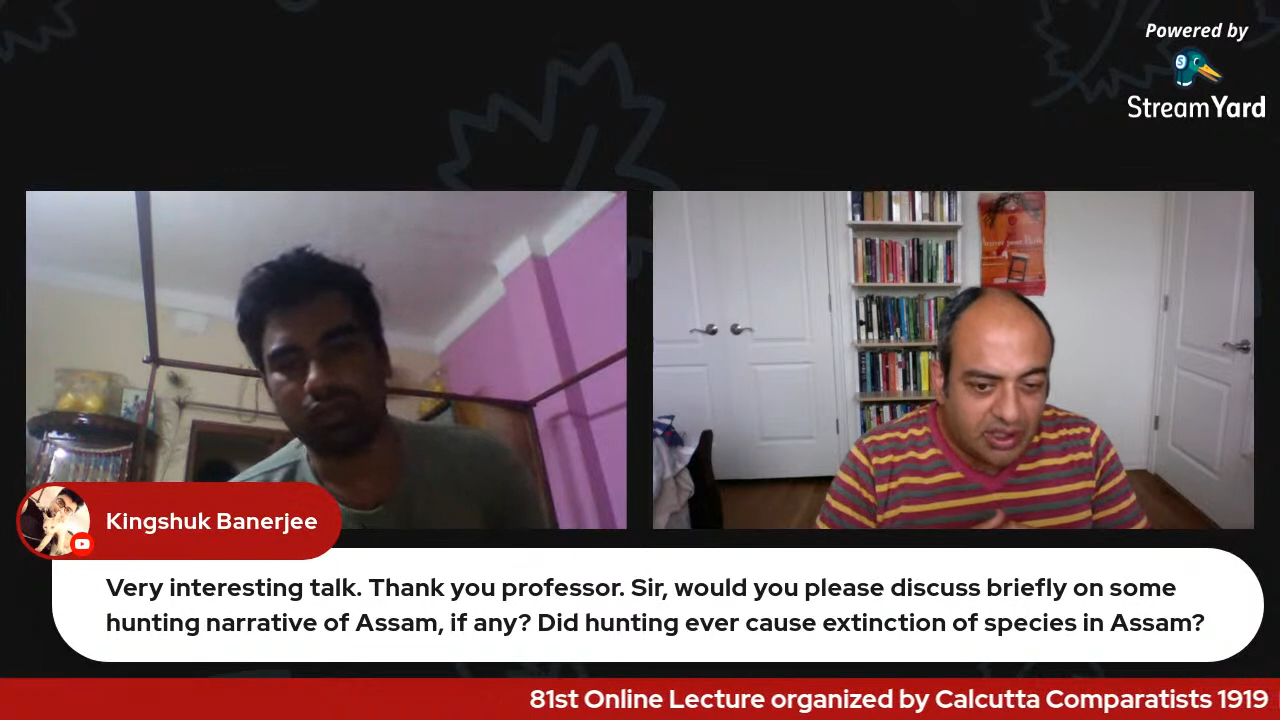 Powered by
StreamYard
Kingshuk Banerjee
Very interesting talk. Thank you professor. Sir, would you please discuss briefly on some
hunting narrative of Assam, if any? Did hunting ever cause extinction of species in Assam?
81st Online Lecture organized by Calcutta Comparatists 1919